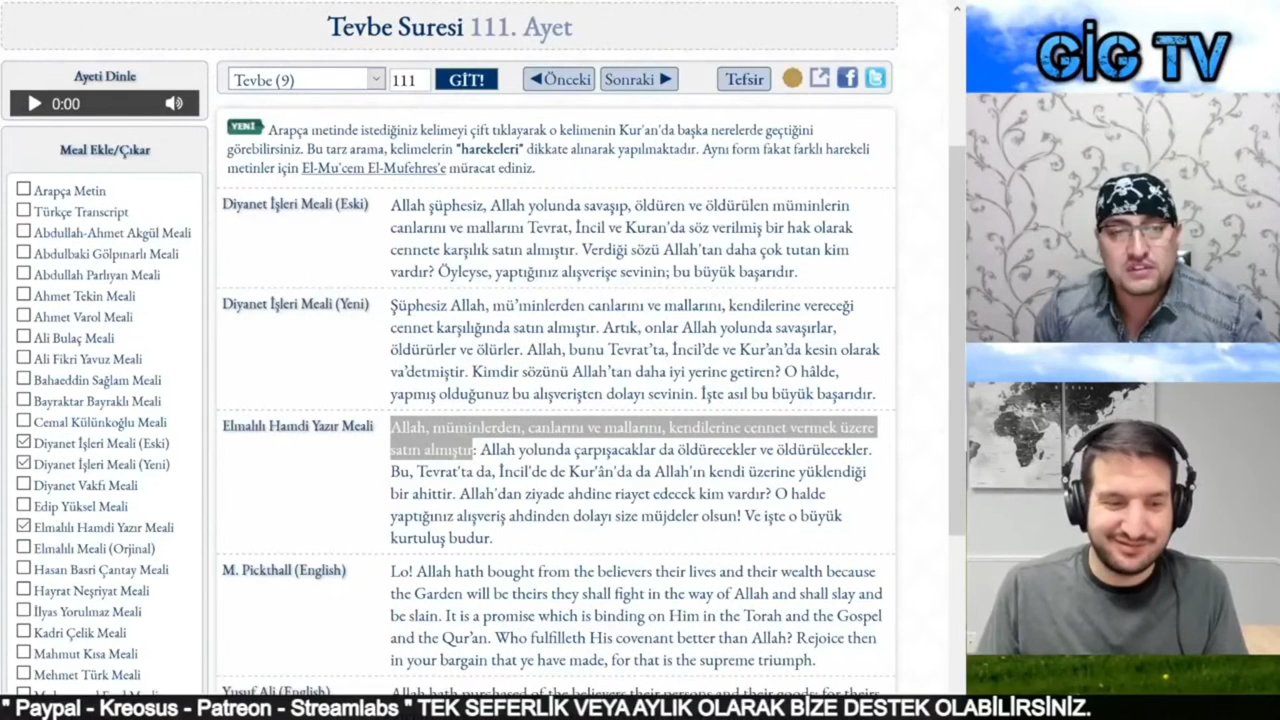 Tevbe Suresi 111. Ayet
GİG TV
Ayeti Dinle
0:00
Tevbe (9)
111
GİT!
◄Önceki
Sonraki ►
Tefsir
YENİ Arapça metinde istediğiniz kelimeyi çift tıklayarak o kelimenin Kur'an'da başka nerelerde geçtiğini
görebilirsiniz. Bu tarz arama, kelimelerin "harekeleri" dikkate alınarak yapılmaktadır. Aynı form fakat farklı harekeli
metinler için El-Mu'cem El-Mufehres'e müracat ediniz.
Meal Ekle/Çıkar
Arapça Metin
Türkçe Transcript
Abdullah-Ahmet Akgül Meali
Abdulbaki Gölpınarlı Meali
Abdullah Parlıyan Meali
Ahmet Tekin Meali
Ahmet Varol Meali
Ali Bulaç Meali
Ali Fikri Yavuz Meali
Bahaeddin Sağlam Meali
Bayraktar Bayraklı Meali
Cemal Külünkoğlu Meali
Diyanet İşleri Meali (Eski)
Diyanet İşleri Meali (Yeni)
Diyanet Vakfı Meali
Edip Yüksel Meali
Elmalılı Hamdi Yazır Meali
Elmalılı Meali (Orjinal)
Hasan Basri Çantay Meali
Hayrat Neşriyat Meali
İlyas Yorulmaz Meali
Kadri Çelik Meali
Mahmut Kısa Meali
Mehmet Türk Meali
Diyanet İşleri Meali (Eski)
Allah şüphesiz, Allah yolunda savaşıp, öldüren ve öldürülen müminlerin
canlarını ve mallarını Tevrat, İncil ve Kuran'da söz verilmiş bir hak olarak
cennete karşılık satın almıştır. Verdiği sözü Allah'tan daha çok tutan kim
vardır? Öyleyse, yaptığınız alışverişe sevinin; bu büyük başarıdır.
Diyanet İşleri Meali (Yeni)
Şüphesiz Allah, mü’minlerden canlarını ve mallarını, kendilerine vereceği
cennet karşılığında satın almıştır. Artık, onlar Allah yolunda savaşırlar,
öldürürler ve ölürler. Allah, bunu Tevrat’ta, İncil’de ve Kur’an’da kesin olarak
va’detmiştir. Kimdir sözünü Allah’tan daha iyi yerine getiren? O hâlde,
yapmış olduğunuz bu alışverişten dolayı sevinin. İşte asıl bu büyük başarıdır.
Elmalılı Hamdi Yazır Meali
Allah, müminlerden, canlarını ve mallarını, kendilerine cennet vermek üzere
satın almıştır: Allah yolunda çarpışacaklar da öldürecekler ve öldürülecekler.
Bu, Tevrat'ta da, İncil'de de Kur'ân'da da Allah'ın kendi üzerine yüklendiği
bir ahittir. Allah'dan ziyade ahdine riayet edecek kim vardır? O halde
yaptığınız alışveriş ahdinden dolayı size müjdeler olsun! Ve işte o büyük
kurtuluş budur.
M. Pickthall (English)
Lo! Allah hath bought from the believers their lives and their wealth because
the Garden will be theirs they shall fight in the way of Allah and shall slay and
be slain. It is a promise which is binding on Him in the Torah and the Gospel
and the Qur’an. Who fulfilleth His covenant better than Allah? Rejoice then
in your bargain that ye have made, for that is the supreme triumph.
Yusuf Ali (English)
Allah hath purchased of the believers their persons and their goods; for theirs
" Paypal - Kreosus - Patreon - Streamlabs " TEK SEFERLİK VEYA AYLIK OLARAK BİZE DESTEK OLABİLİRSİNİZ.